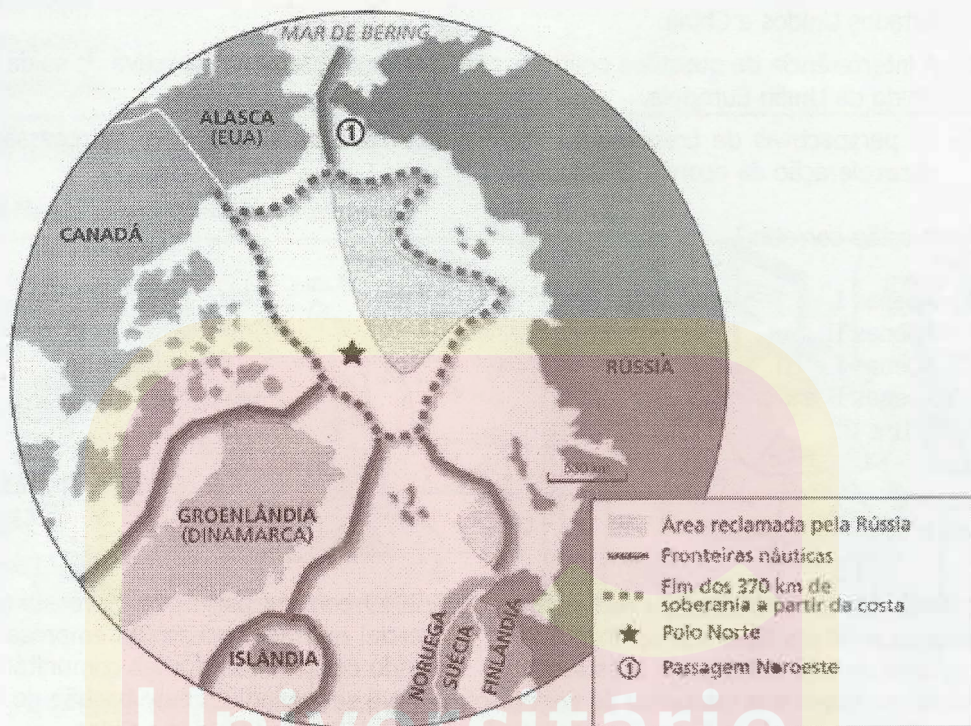 MAR DE BERING
ALASCA
(EUA)
1
CANADÁ
RÚSSIA
GROENLÂNDIA
(DINAMARCA)
ISLÂNDIA
NORUEGA
SUÉCIA
FINLÂNDIA
Área reclamada pela Rússia
Fronteiras náuticas
Fim dos 370 km de
soberania a partir da costa
Polo Norte
1 Passagem Noroeste
Universitário